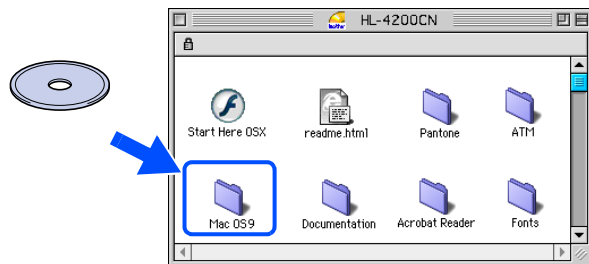 HL-4200CN
Start Here OSX
readme.html
Pantone
ATM
Mac OS9
Documentation
Acrobat Reader
Fonts